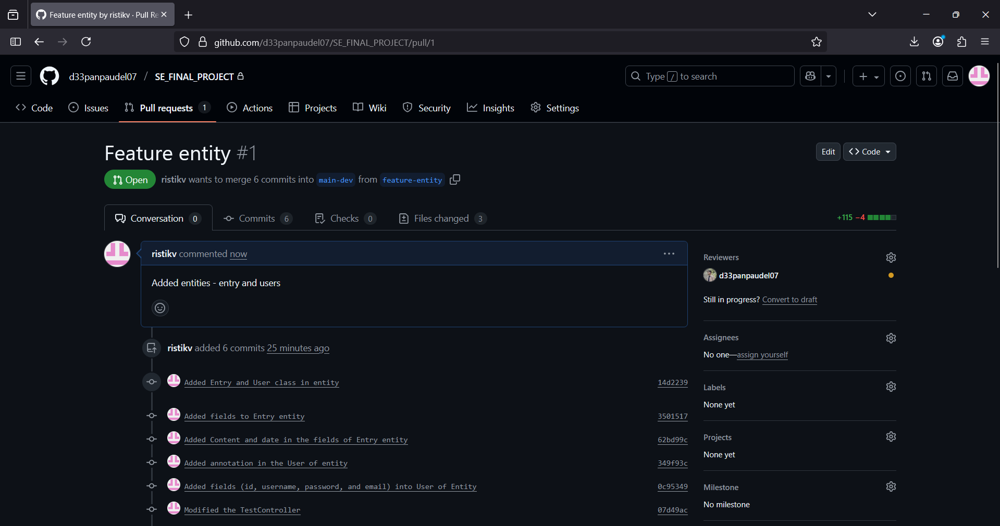 Feature entity by ristikv · Pull Re
github.com/d33panpaudel07/SE_FINAL_PROJECT/pull/1
d33panpaudel07 / SE_FINAL_PROJECT
Type / to search
Code
Issues
Pull requests 1
Actions
Projects
Wiki
Security
Insights
Settings
Feature entity #1
Edit
Code
Open
ristikv wants to merge 6 commits into main-dev from feature-entity
Conversation 0
Commits 6
Checks 0
Files changed 3
+115 −4
ristikv commented now
Added entities - entry and users
ristikv added 6 commits 25 minutes ago
Added Entry and User class in entity 14d2239
Added fields to Entry entity 3501517
Added Content and date in the fields of Entry entity 62bd99c
Added annotation in the User of entity 349f93c
Added fields (id, username, password, and email) into User of Entity 0c95349
Modified the TestController 07d49ac
Reviewers
d33panpaudel07
Still in progress? Convert to draft
Assignees
No one—assign yourself
Labels
None yet
Projects
None yet
Milestone
No milestone